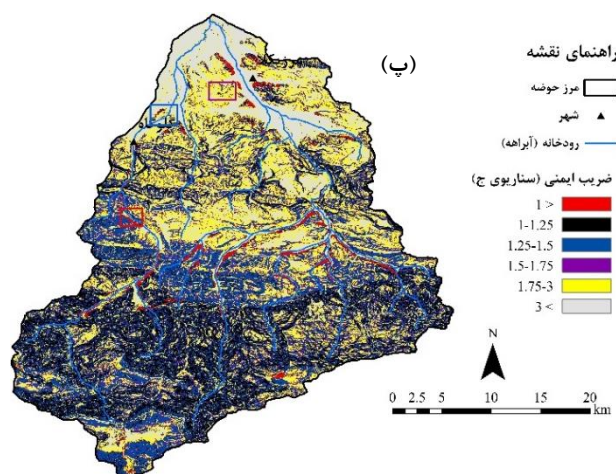 (پ)
راهنمای نقشه
مرز حوضه
شهر
رودخانه (آبراهه)
ضریب ایمنی (سناریوی ج)
1 >
1-1.25
1.25-1.5
1.5-1.75
1.75-3
3 <
N
0 2.5 5 10 15 20
km